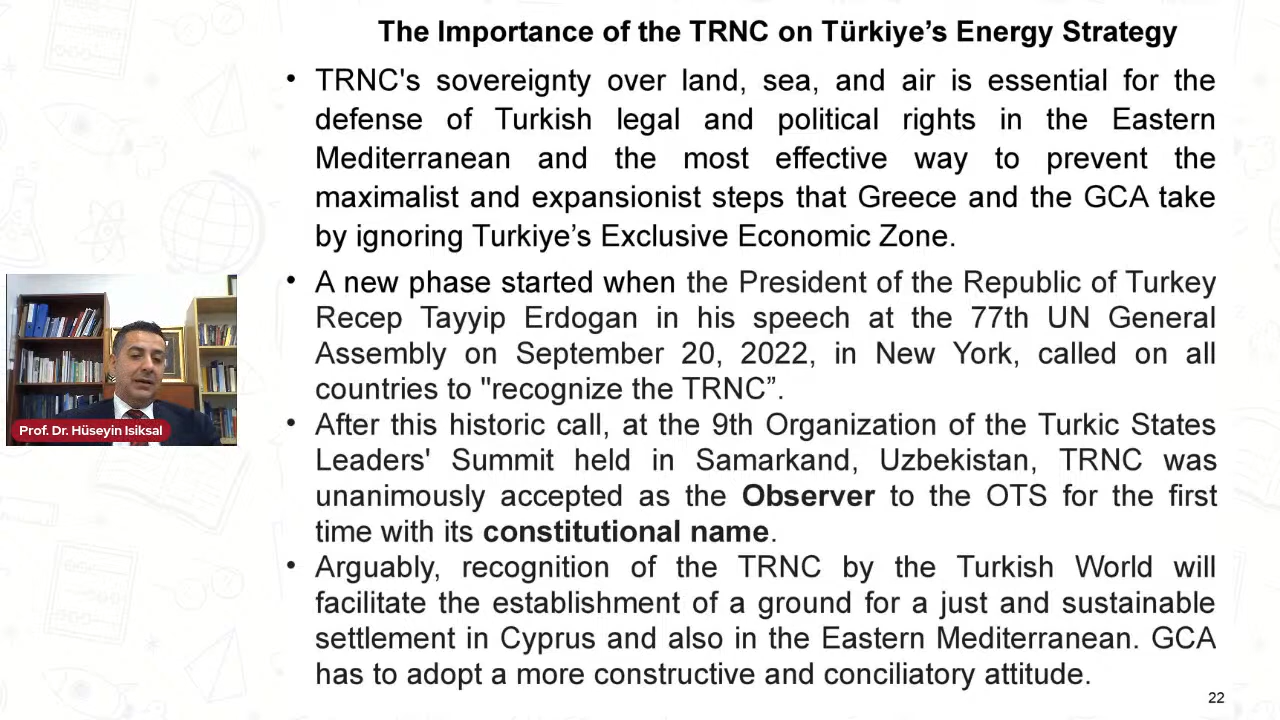 The Importance of the TRNC on Türkiye’s Energy Strategy
• TRNC's sovereignty over land, sea, and air is essential for the
defense of Turkish legal and political rights in the Eastern
Mediterranean and the most effective way to prevent the
maximalist and expansionist steps that Greece and the GCA take
by ignoring Turkiye’s Exclusive Economic Zone.
• A new phase started when the President of the Republic of Turkey
Recep Tayyip Erdogan in his speech at the 77th UN General
Assembly on September 20, 2022, in New York, called on all
countries to "recognize the TRNC”.
• After this historic call, at the 9th Organization of the Turkic States
Leaders' Summit held in Samarkand, Uzbekistan, TRNC was
unanimously accepted as the Observer to the OTS for the first
time with its constitutional name.
• Arguably, recognition of the TRNC by the Turkish World will
facilitate the establishment of a ground for a just and sustainable
settlement in Cyprus and also in the Eastern Mediterranean. GCA
has to adopt a more constructive and conciliatory attitude.
Prof. Dr. Hüseyin Isiksal
22